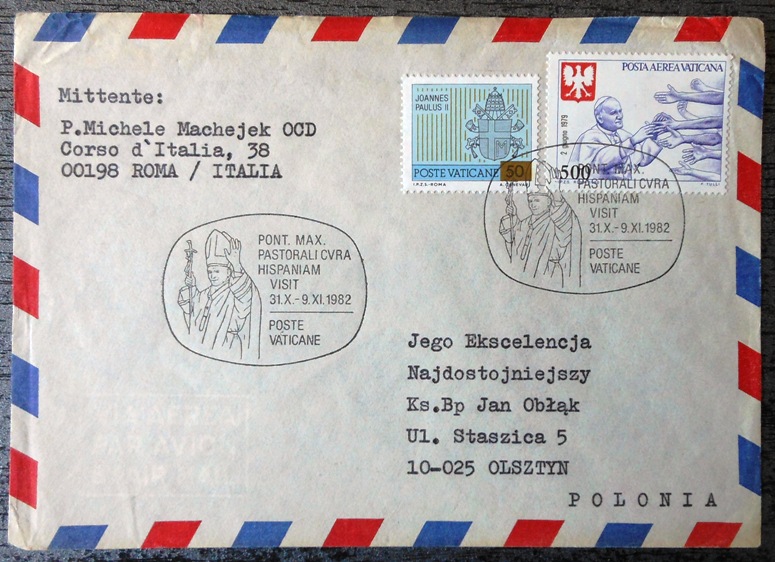 Mittente:
P.Michele Machejek OCD
Corso d`Italia, 38
00198 ROMA / ITALIA
JOANNES
PAULUS II
POSTE VATICANE 50
I.P.Z.S.-ROMA
POSTA AEREA VATICANA
2 giugno 1979
500
PONT. MAX.
PASTORALI CVRA
HISPANIAM
VISIT
31.X.-9.XI.1982
POSTE
VATICANE
PONT. MAX.
PASTORALI CVRA
HISPANIAM
VISIT
31.X.-9.XI.1982
POSTE
VATICANE
Jego Ekscelencja
Najdostojniejszy
Ks.Bp Jan Obłąk
Ul. Staszica 5
10-025 OLSZTYN
POLONIA